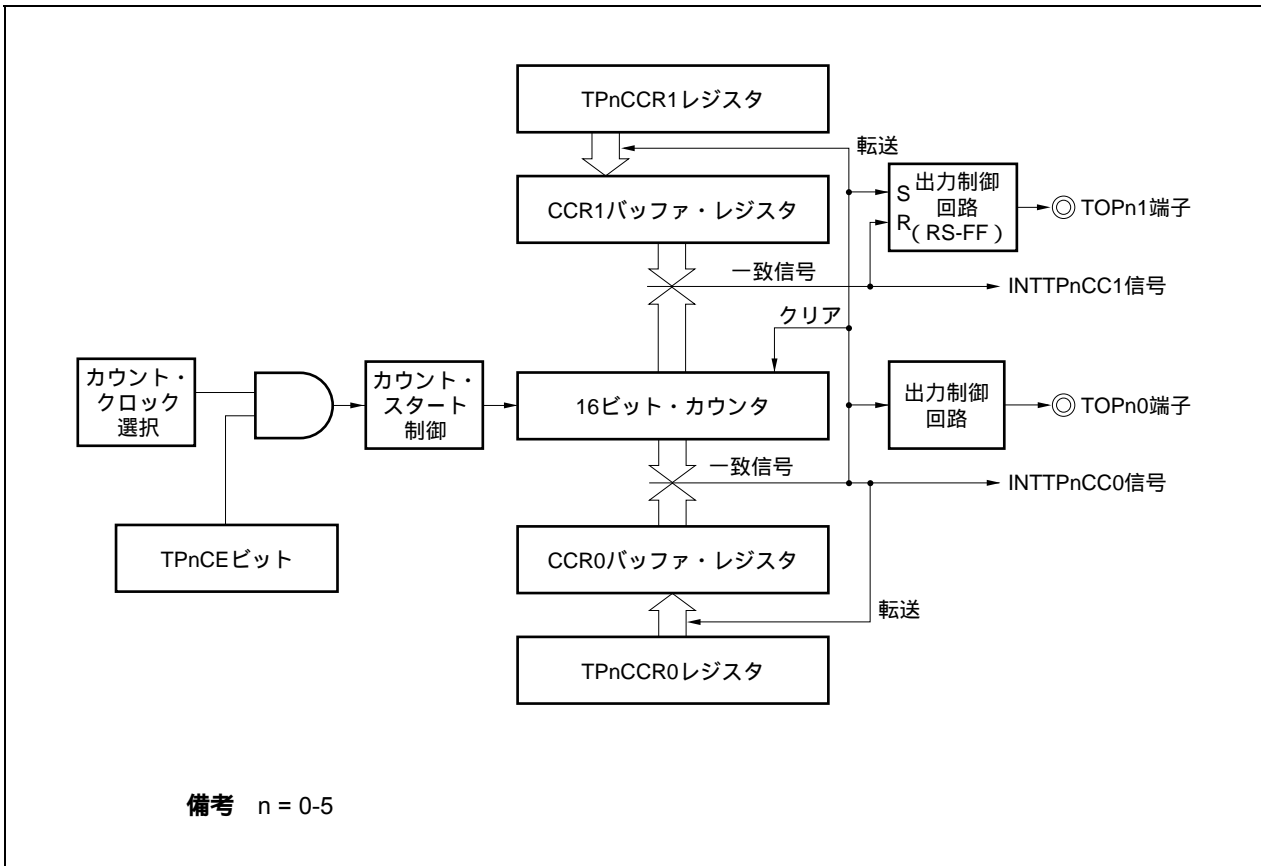 TPnCCR1レジスタ
転送
CCR1バッファ・レジスタ
S
R
出力制御
回路
(RS-FF)
TOPn1端子
一致信号
INTTPnCC1信号
クリア
カウント・
クロック
選択
カウント・
スタート
制御
16ビット・カウンタ
出力制御
回路
TOPn0端子
一致信号
INTTPnCC0信号
TPnCEビット
CCR0バッファ・レジスタ
転送
TPnCCR0レジスタ
備考 n = 0-5